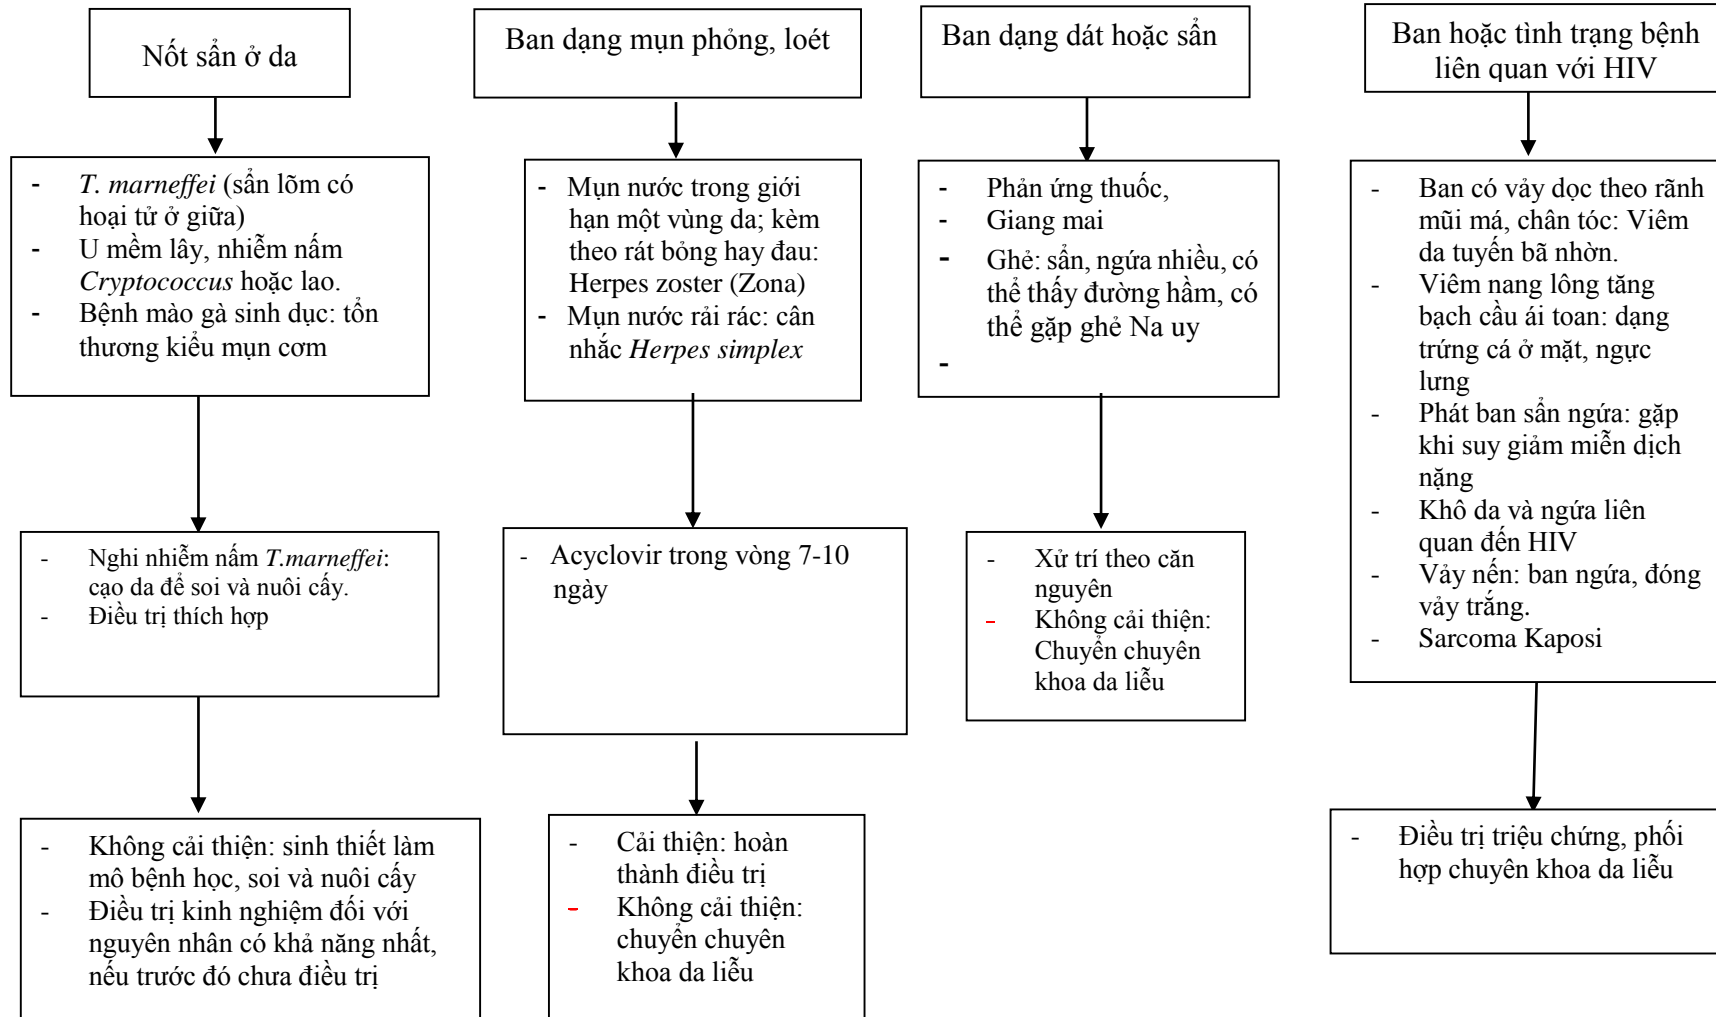 Nốt sẩn ở da
- T. marneffei (sẩn lõm có
hoại tử ở giữa)
- U mềm lây, nhiễm nấm
Cryptococcus hoặc lao.
- Bệnh mào gà sinh dục: tổn
thương kiểu mụn cơm
- Nghi nhiễm nấm T.marneffei:
cạo da để soi và nuôi cấy.
- Điều trị thích hợp
- Không cải thiện: sinh thiết làm
mô bệnh học, soi và nuôi cấy
- Điều trị kinh nghiệm đối với
nguyên nhân có khả năng nhất,
nếu trước đó chưa điều trị
Ban dạng mụn phỏng, loét
- Mụn nước trong giới
hạn một vùng da; kèm
theo rát bỏng hay đau:
Herpes zoster (Zona)
- Mụn nước rải rác: cân
nhắc Herpes simplex
- Acyclovir trong vòng 7-10
ngày
- Cải thiện: hoàn
thành điều trị
- Không cải thiện:
chuyển chuyên
khoa da liễu
Ban dạng dát hoặc sẩn
- Phản ứng thuốc,
- Giang mai
- Ghẻ: sẩn, ngứa nhiều, có
thể thấy đường hầm, có
thể gặp ghẻ Na uy
-
- Xử trí theo căn
nguyên
- Không cải thiện:
Chuyển chuyên
khoa da liễu
Ban hoặc tình trạng bệnh
liên quan với HIV
- Ban có vảy dọc theo rãnh
mũi má, chân tóc: Viêm
da tuyến bã nhờn.
- Viêm nang lông tăng
bạch cầu ái toan: dạng
trứng cá ở mặt, ngực
lưng
- Phát ban sẩn ngứa: gặp
khi suy giảm miễn dịch
nặng
- Khô da và ngứa liên
quan đến HIV
- Vảy nến: ban ngứa, đóng
vảy trắng.
- Sarcoma Kaposi
- Điều trị triệu chứng, phối
hợp chuyên khoa da liễu